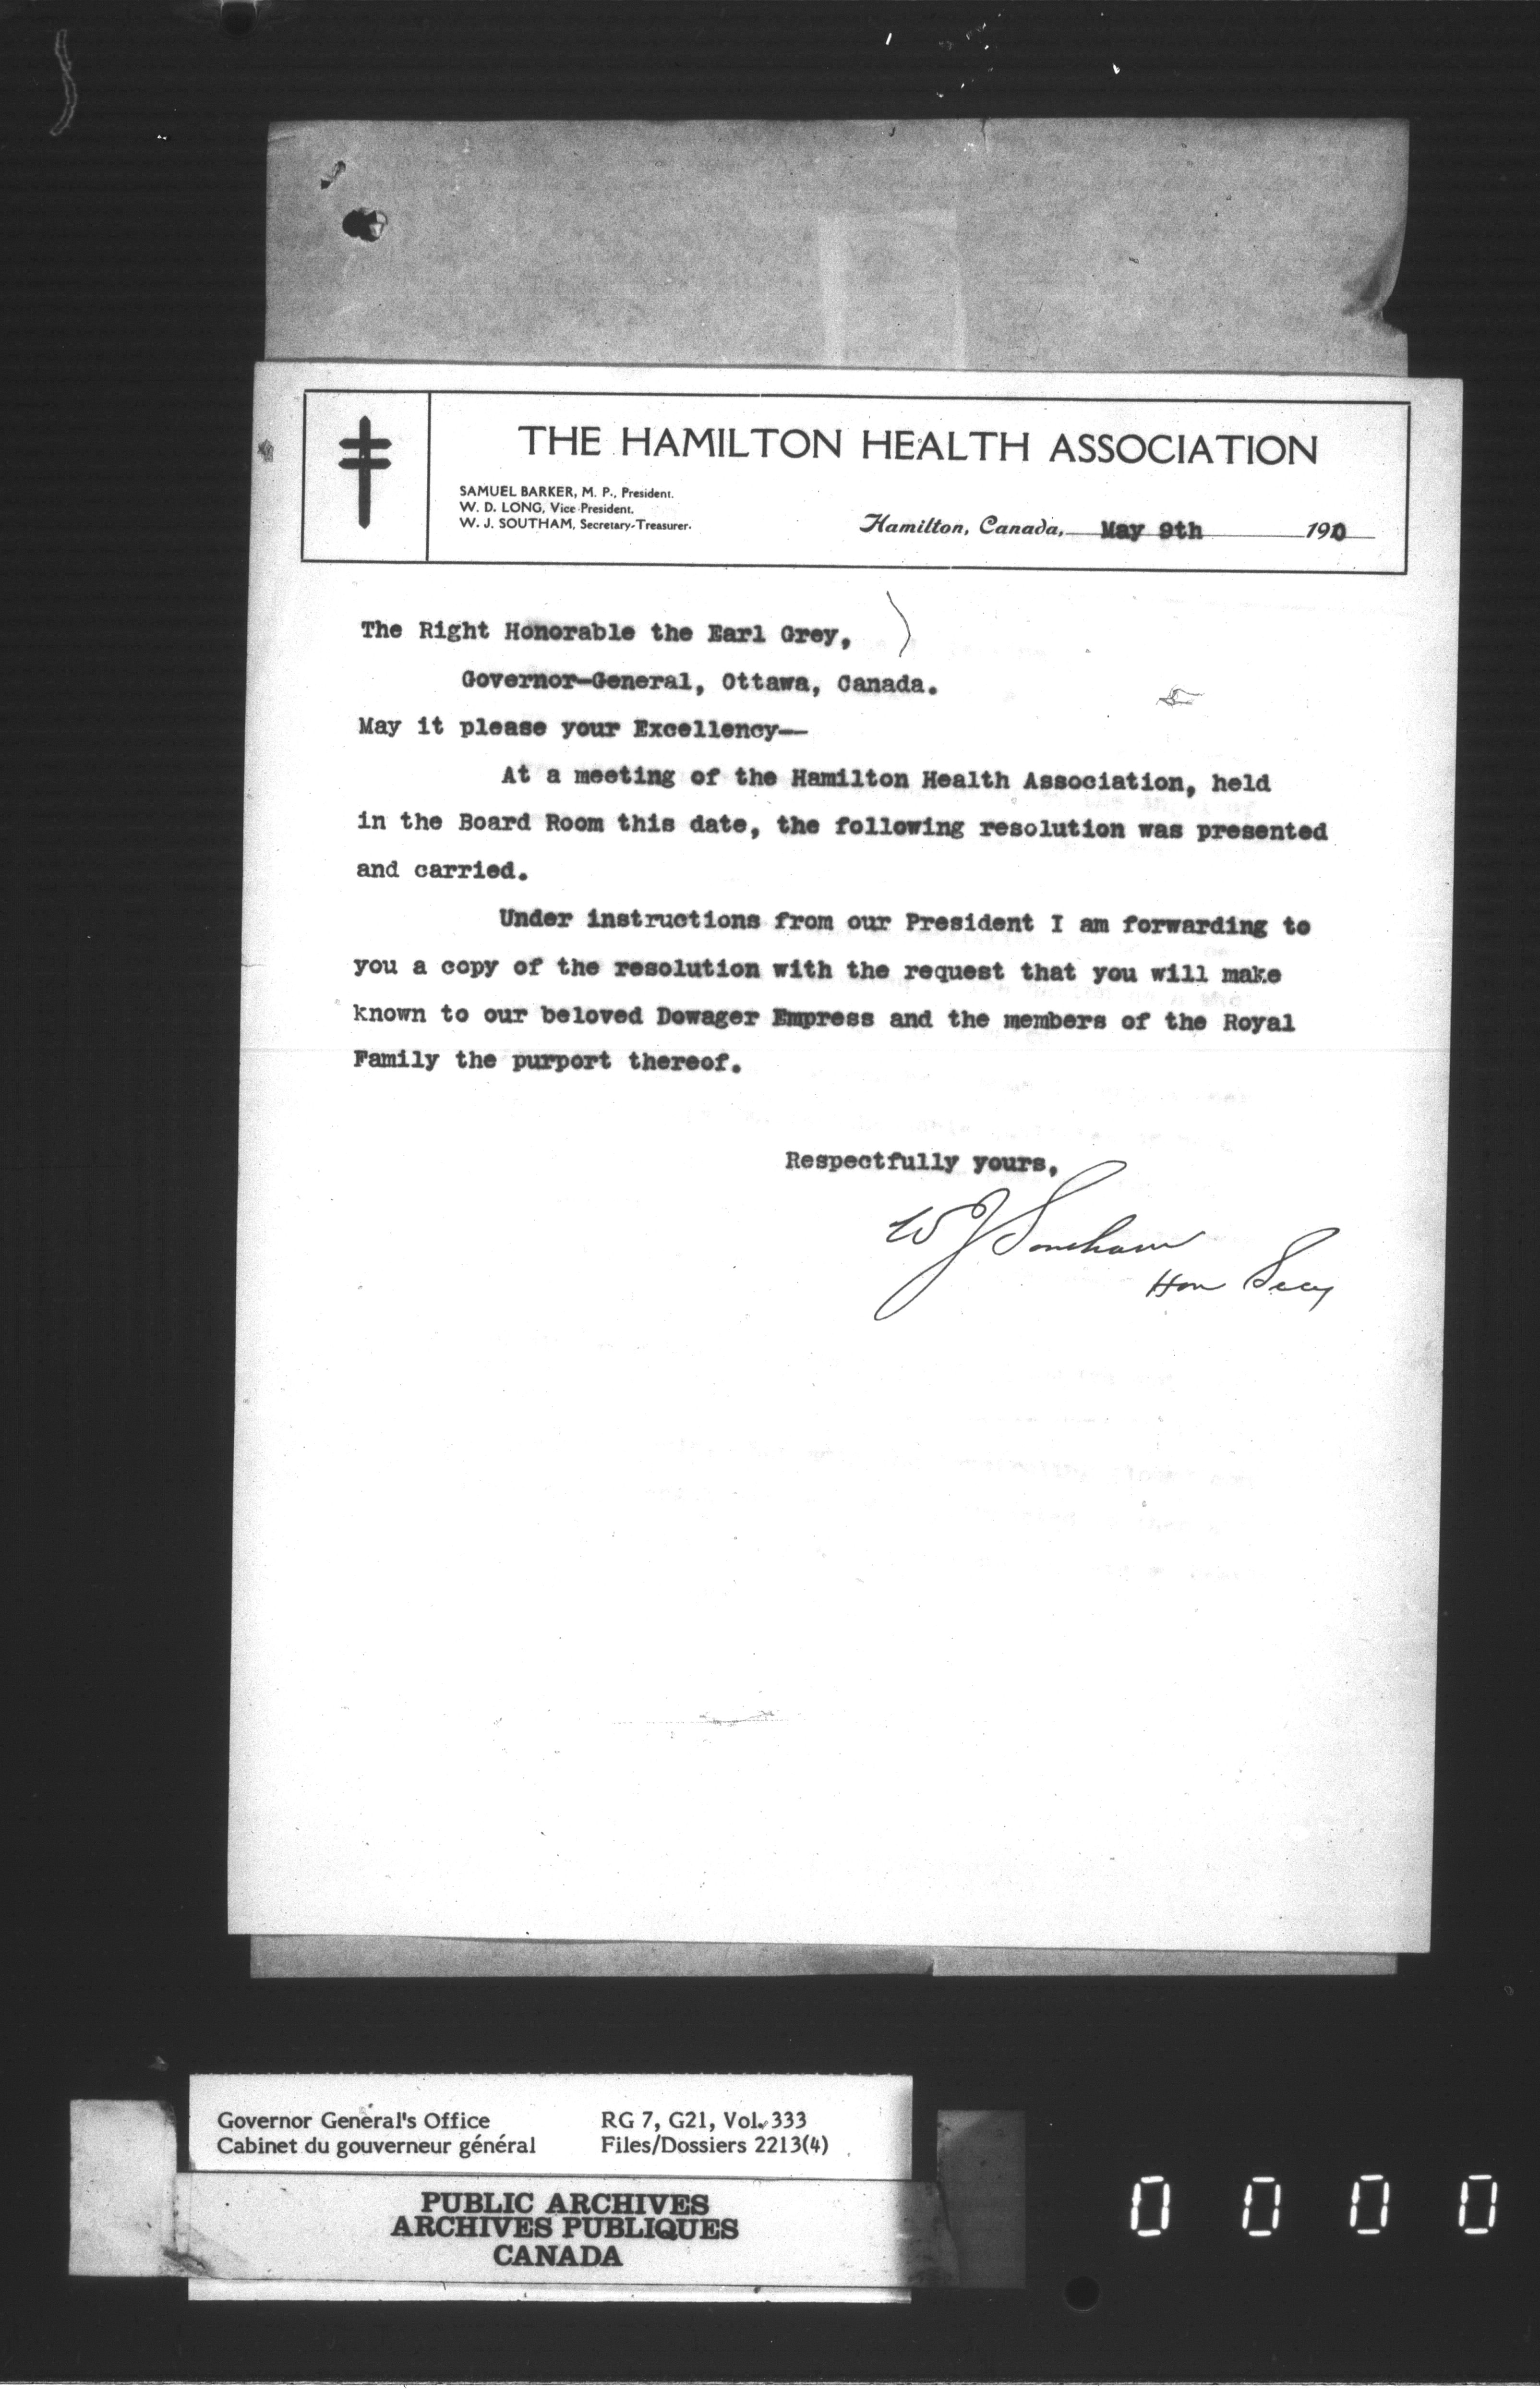 THE HAMILTON HEALTH ASSOCIATION
SAMUEL BARKER, M. P., President.
W. D. LONG, Vice-President.
W. J. SOUTHAM, Secretary-Treasurer.
Hamilton, Canada, May 9th 1910
The Right Honorable the Earl Grey,
Governor-General, Ottawa, Canada.
May it please your Excellency--
At a meeting of the Hamilton Health Association, held
in the Board Room this date, the following resolution was presented
and carried.
Under instructions from our President I am forwarding to
you a copy of the resolution with the request that you will make
known to our beloved Dowager Empress and the members of the Royal
Family the purport thereof.
Respectfully yours,
W J Southam
Hon Secy
Governor General's Office RG 7, G21, Vol. 333
Cabinet du gouverneur général Files/Dossiers 2213(4)
PUBLIC ARCHIVES
ARCHIVES PUBLIQUES
CANADA
0 0 0 0